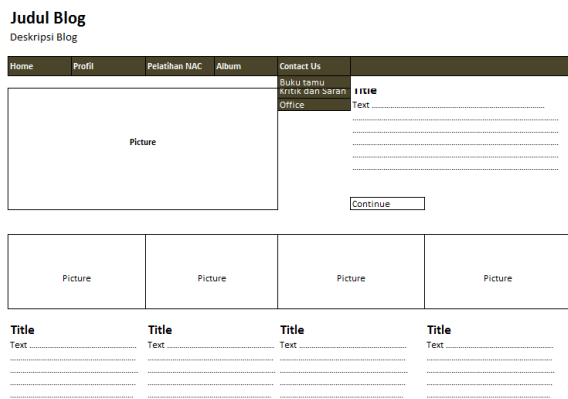 Judul Blog
Deskripsi Blog
Home Profil Pelatihan NAC Album Contact Us
Buku tamu
Kritik dan Saran
Office
Title
Text
Picture
Continue
Picture Picture Picture Picture
Title Title Title Title
Text Text Text Text